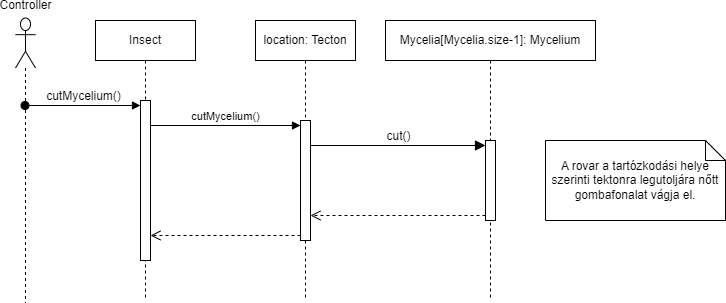 Controller
Insect
location: Tecton
Mycelia[Mycelia.size-1]: Mycelium
cutMycelium()
cutMycelium()
cut()
A rovar a tartózkodási helye
szerinti tektonra legutoljára nőtt
gombafonalat vágja el.